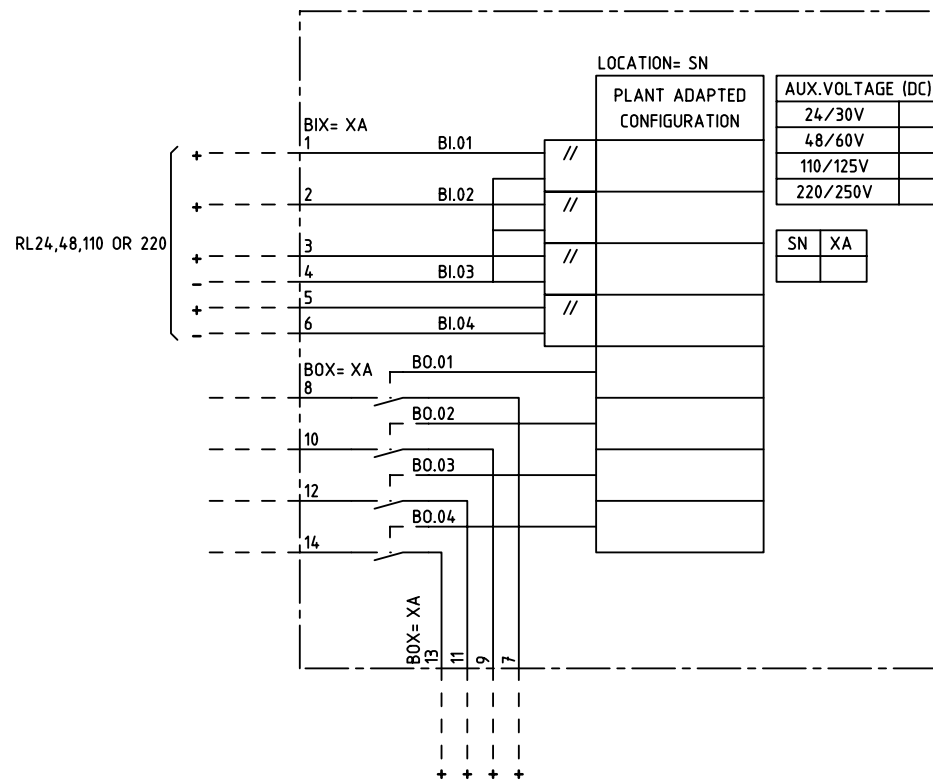 LOCATION= SN
PLANT ADAPTED
CONFIGURATION
AUX.VOLTAGE (DC)
24/30V
48/60V
110/125V
220/250V
SN XA
BIX= XA
+ 1 BI.01 //
+ 2 BI.02 //
RL24,48,110 OR 220
+ 3 //
- 4 BI.03
+ 5 //
- 6 BI.04
BOX= XA
BO.01
8
BO.02
10
BO.03
12
BO.04
14
BOX= XA
13 11 9 7
+ + + +